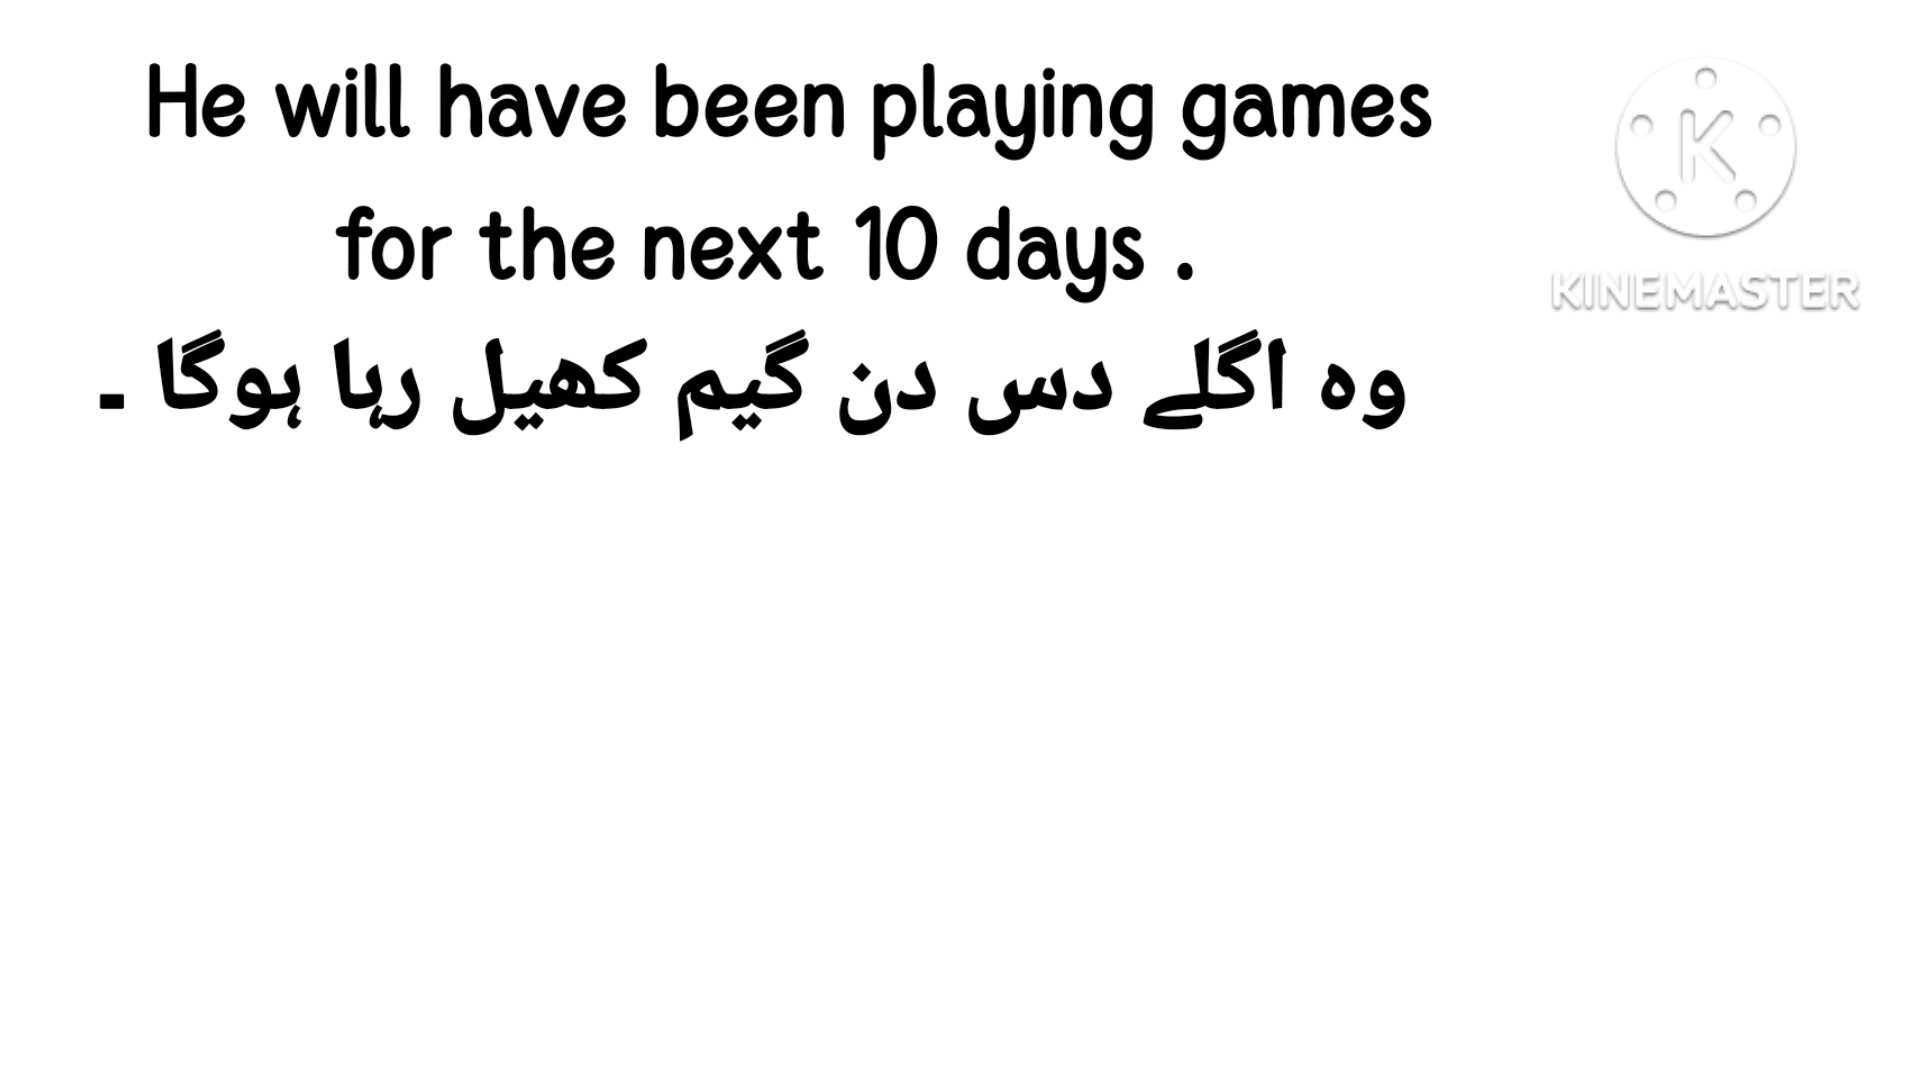 He will have been playing games
for the next 10 days .
وہ اگلے دس دن گیم کھیل رہا ہوگا ۔
K
KINEMASTER